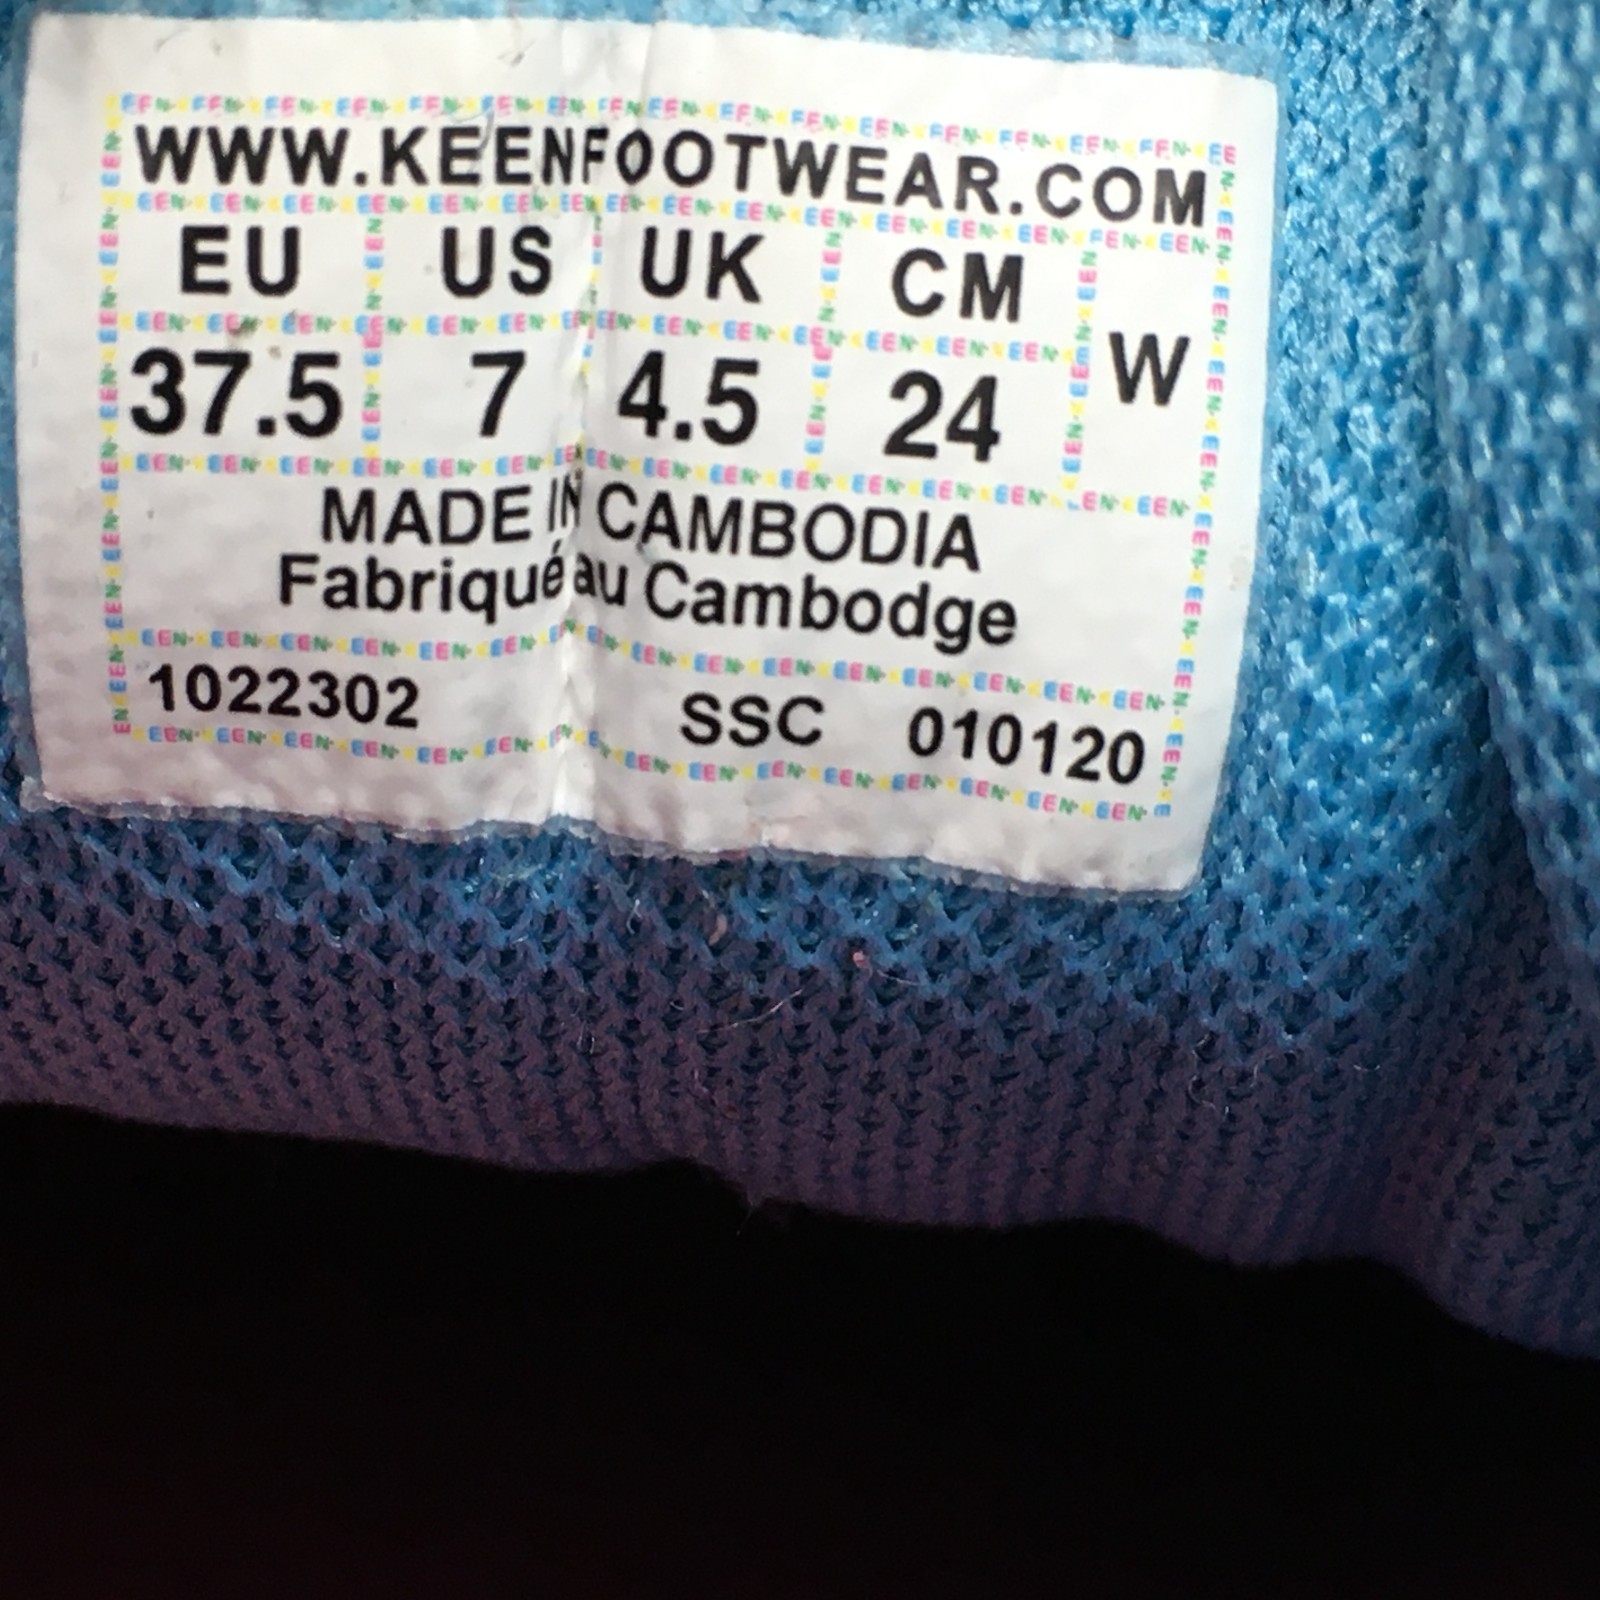 WWW.KEENFOOTWEAR.COM
EU US UK CM W
37.5 7 4.5 24
MADE IN CAMBODIA
Fabriqué au Cambodge
1022302 SSC 010120